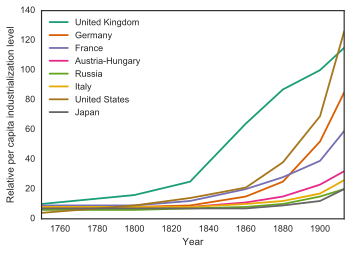 140
120
100
80
60
40
20
0
Relative per capita industrialization level
United Kingdom
Germany
France
Austria-Hungary
Russia
Italy
United States
Japan
1760 1780 1800 1820 1840 1860 1880 1900
Year